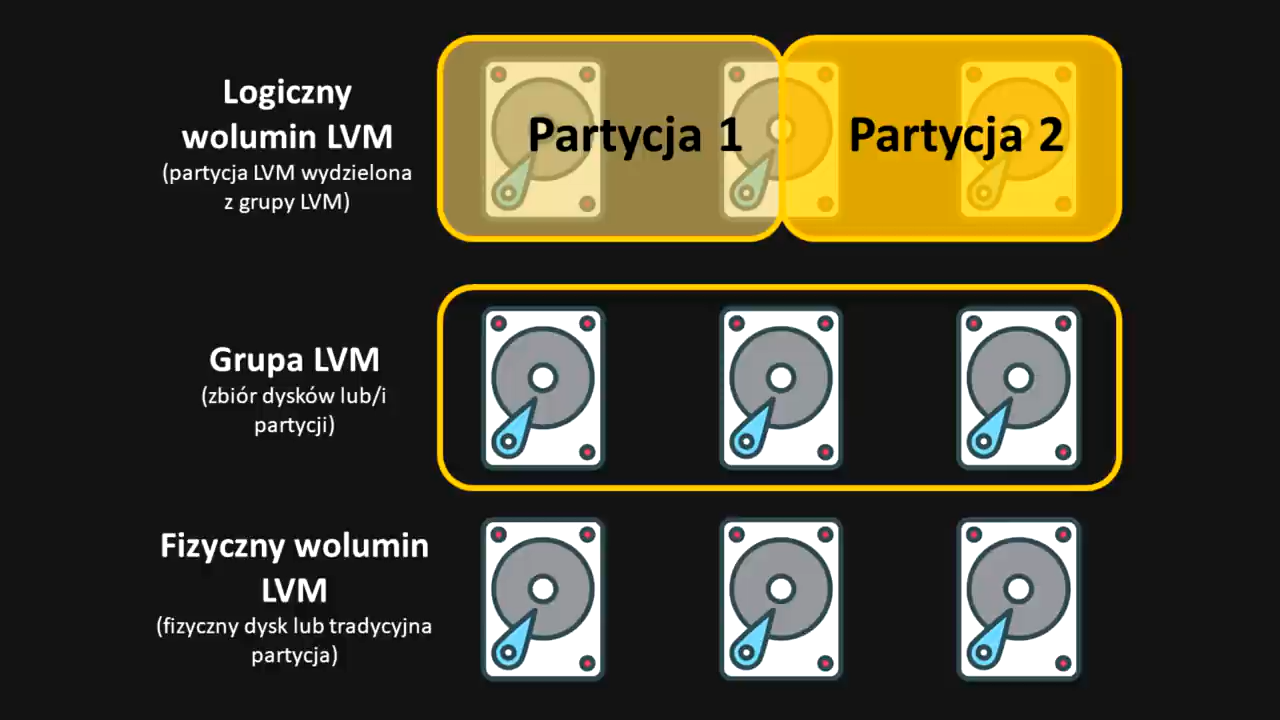 Logiczny
wolumin LVM
(partycja LVM wydzielona
z grupy LVM)
Partycja 1
Partycja 2
Grupa LVM
(zbiór dysków lub/i
partycji)
Fizyczny wolumin
LVM
(fizyczny dysk lub tradycyjna
partycja)